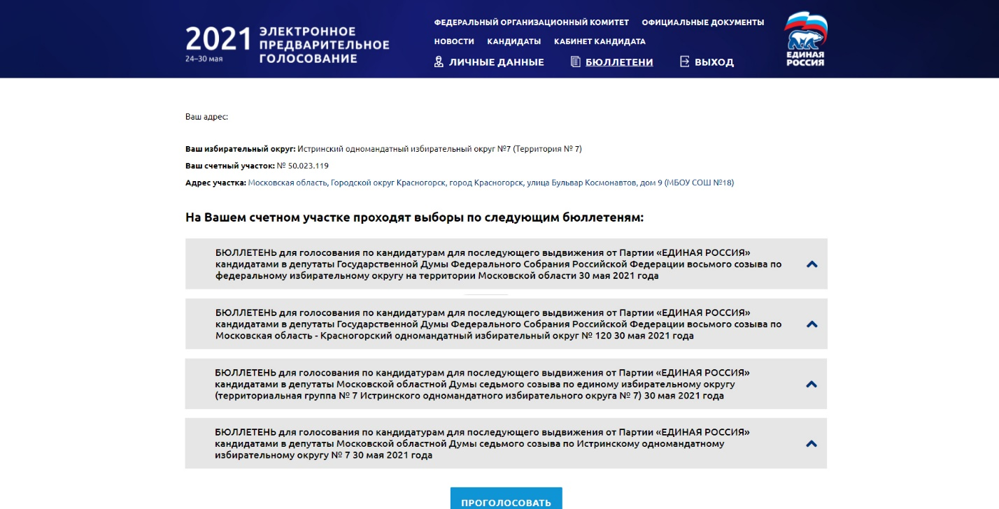 2021
24–30 мая
ЭЛЕКТРОННОЕ
ПРЕДВАРИТЕЛЬНОЕ
ГОЛОСОВАНИЕ
ФЕДЕРАЛЬНЫЙ ОРГАНИЗАЦИОННЫЙ КОМИТЕТ ОФИЦИАЛЬНЫЕ ДОКУМЕНТЫ
НОВОСТИ КАНДИДАТЫ КАБИНЕТ КАНДИДАТА
ЛИЧНЫЕ ДАННЫЕ БЮЛЛЕТЕНИ ВЫХОД
ЕДИНАЯ
РОССИЯ
Ваш адрес:
Ваш избирательный округ: Истринский одномандатный избирательный округ №7 (Территория № 7)
Ваш счетный участок: № 50.023.119
Адрес участка: Московская область, Городской округ Красногорск, город Красногорск, улица Бульвар Космонавтов, дом 9 (МБОУ СОШ №18)
На Вашем счетном участке проходят выборы по следующим бюллетеням:
БЮЛЛЕТЕНЬ для голосования по кандидатурам для последующего выдвижения от Партии «ЕДИНАЯ РОССИЯ»
кандидатами в депутаты Государственной Думы Федерального Собрания Российской Федерации восьмого созыва по
федеральному избирательному округу на территории Московской области 30 мая 2021 года
БЮЛЛЕТЕНЬ для голосования по кандидатурам для последующего выдвижения от Партии «ЕДИНАЯ РОССИЯ»
кандидатами в депутаты Государственной Думы Федерального Собрания Российской Федерации восьмого созыва по
Московская область - Красногорский одномандатный избирательный округ № 120 30 мая 2021 года
БЮЛЛЕТЕНЬ для голосования по кандидатурам для последующего выдвижения от Партии «ЕДИНАЯ РОССИЯ»
кандидатами в депутаты Московской областной Думы седьмого созыва по единому избирательному округу
(территориальная группа № 7 Истринского одномандатного избирательного округа № 7) 30 мая 2021 года
БЮЛЛЕТЕНЬ для голосования по кандидатурам для последующего выдвижения от Партии «ЕДИНАЯ РОССИЯ»
кандидатами в депутаты Московской областной Думы седьмого созыва по Истринскому одномандатному
избирательному округу № 7 30 мая 2021 года
ПРОГОЛОСОВАТЬ